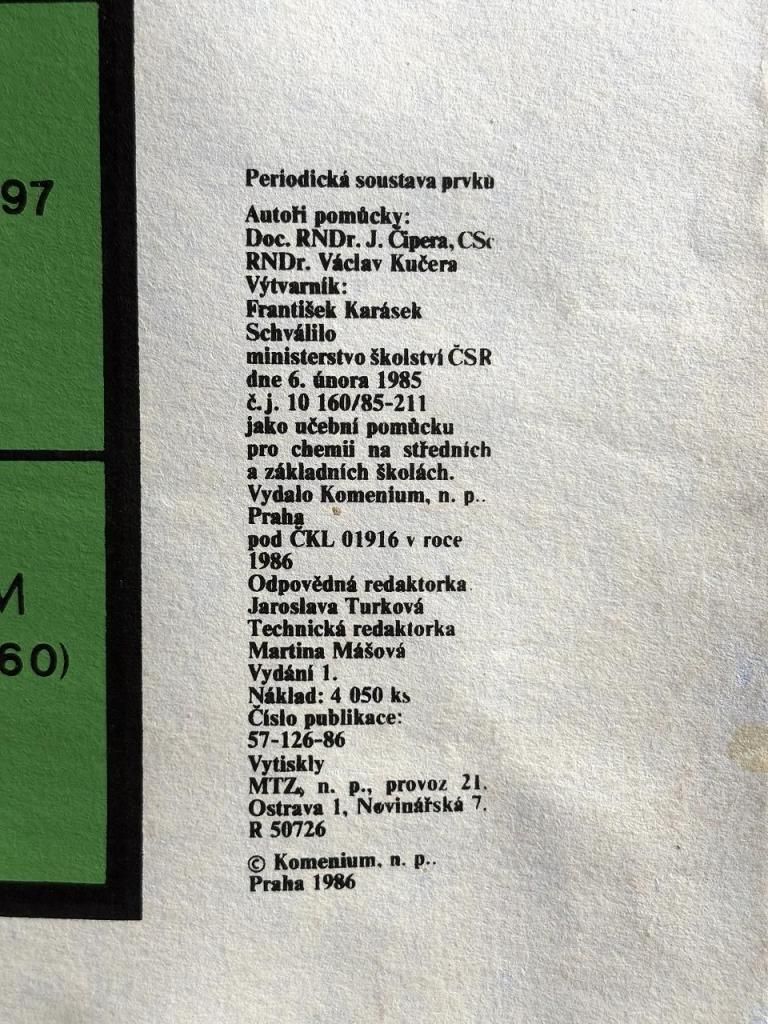 97
M
60)
Periodická soustava prvků
Autoři pomůcky:
Doc. RNDr. J. Čipera, CSc
RNDr. Václav Kučera
Výtvarník:
František Karásek
Schválilo
ministerstvo školství ČSR
dne 6. února 1985
č.j. 10 160/85-211
jako učební pomůcku
pro chemii na středních
a základních školách.
Vydalo Komenium, n. p..
Praha
pod ČKL 01916 v roce
1986
Odpovědná redaktorka
Jaroslava Turková
Technická redaktorka
Martina Mášová
Vydání 1.
Náklad: 4 050 ks
Číslo publikace:
57-126-86
Vytiskly
MTZ, n. p., provoz 21.
Ostrava 1, Novinářská 7.
R 50726
© Komenium, n. p..
Praha 1986